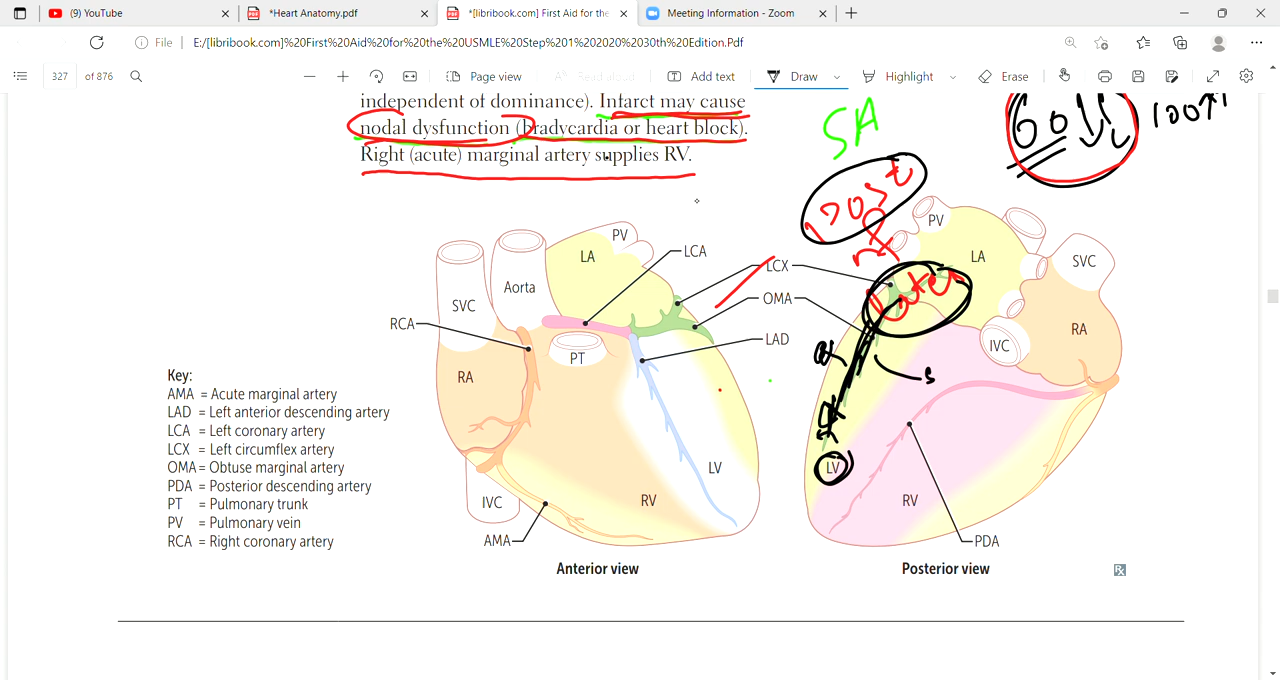 (9) YouTube
*Heart Anatomy.pdf
*[libribook.com] First Aid for the
Meeting Information - Zoom
File
E:/[libribook.com]%20First%20Aid%20for%20the%20USMLE%20Step%201%202020%2030th%20Edition.Pdf
327 of 876
Page view
Read aloud
Add text
Draw
Highlight
Erase
independent of dominance). Infarct may cause
nodal dysfunction (bradycardia or heart block).
Right (acute) marginal artery supplies RV.
SA
Post
Later
LV
S
SVC
Aorta
LA
PV
LCA
LCX
OMA
LAD
RCA
RA
PT
IVC
AMA
RV
LV
Anterior view
PV
LA
SVC
RA
IVC
RV
PDA
Posterior view
Key:
AMA = Acute marginal artery
LAD = Left anterior descending artery
LCA = Left coronary artery
LCX = Left circumflex artery
OMA = Obtuse marginal artery
PDA = Posterior descending artery
PT = Pulmonary trunk
PV = Pulmonary vein
RCA = Right coronary artery
Rx